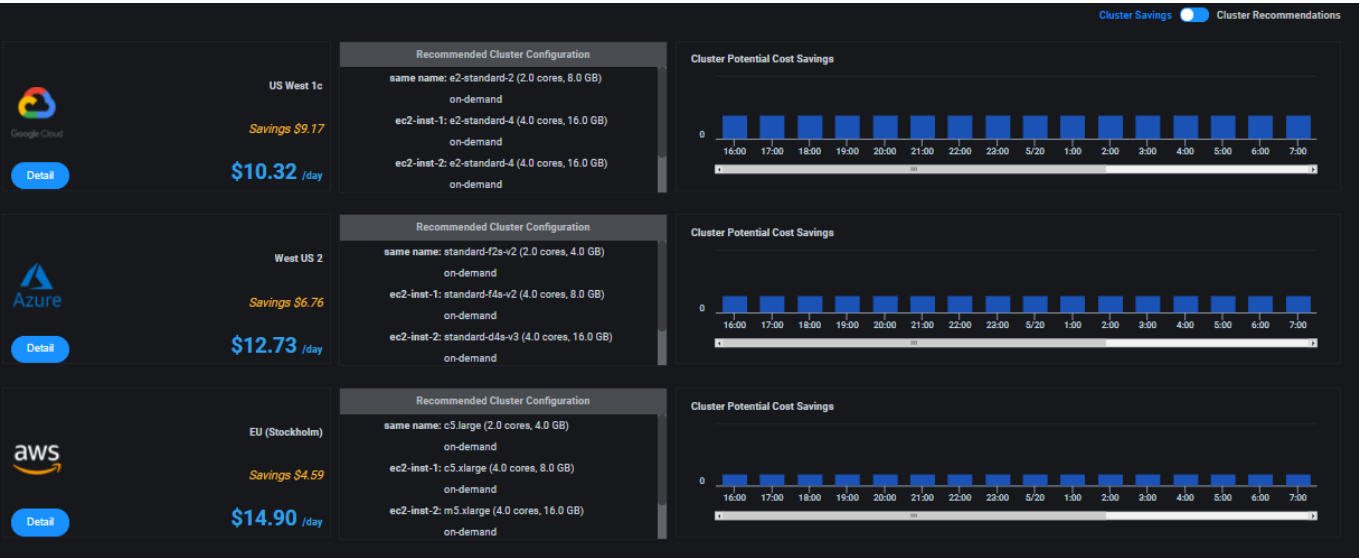 Cluster Savings Cluster Recommendations
Google Cloud
US West 1c
Savings $9.17
Detail
$10.32 /day
Recommended Cluster Configuration
same name: e2-standard-2 (2.0 cores, 8.0 GB)
on-demand
ec2-inst-1: e2-standard-4 (4.0 cores, 16.0 GB)
on-demand
ec2-inst-2: e2-standard-4 (4.0 cores, 16.0 GB)
on-demand
Cluster Potential Cost Savings
0
16:00 17:00 18:00 19:00 20:00 21:00 22:00 23:00 5/20 1:00 2:00 3:00 4:00 5:00 6:00 7:00
Azure
West US 2
Savings $6.76
Detail
$12.73 /day
Recommended Cluster Configuration
same name: standard-f2s-v2 (2.0 cores, 4.0 GB)
on-demand
ec2-inst-1: standard-f4s-v2 (4.0 cores, 8.0 GB)
on-demand
ec2-inst-2: standard-d4s-v3 (4.0 cores, 16.0 GB)
on-demand
Cluster Potential Cost Savings
0
16:00 17:00 18:00 19:00 20:00 21:00 22:00 23:00 5/20 1:00 2:00 3:00 4:00 5:00 6:00 7:00
aws
EU (Stockholm)
Savings $4.59
Detail
$14.90 /day
Recommended Cluster Configuration
same name: c5.large (2.0 cores, 4.0 GB)
on-demand
ec2-inst-1: c5.xlarge (4.0 cores, 8.0 GB)
on-demand
ec2-inst-2: m5.xlarge (4.0 cores, 16.0 GB)
on-demand
Cluster Potential Cost Savings
0
16:00 17:00 18:00 19:00 20:00 21:00 22:00 23:00 5/20 1:00 2:00 3:00 4:00 5:00 6:00 7:00